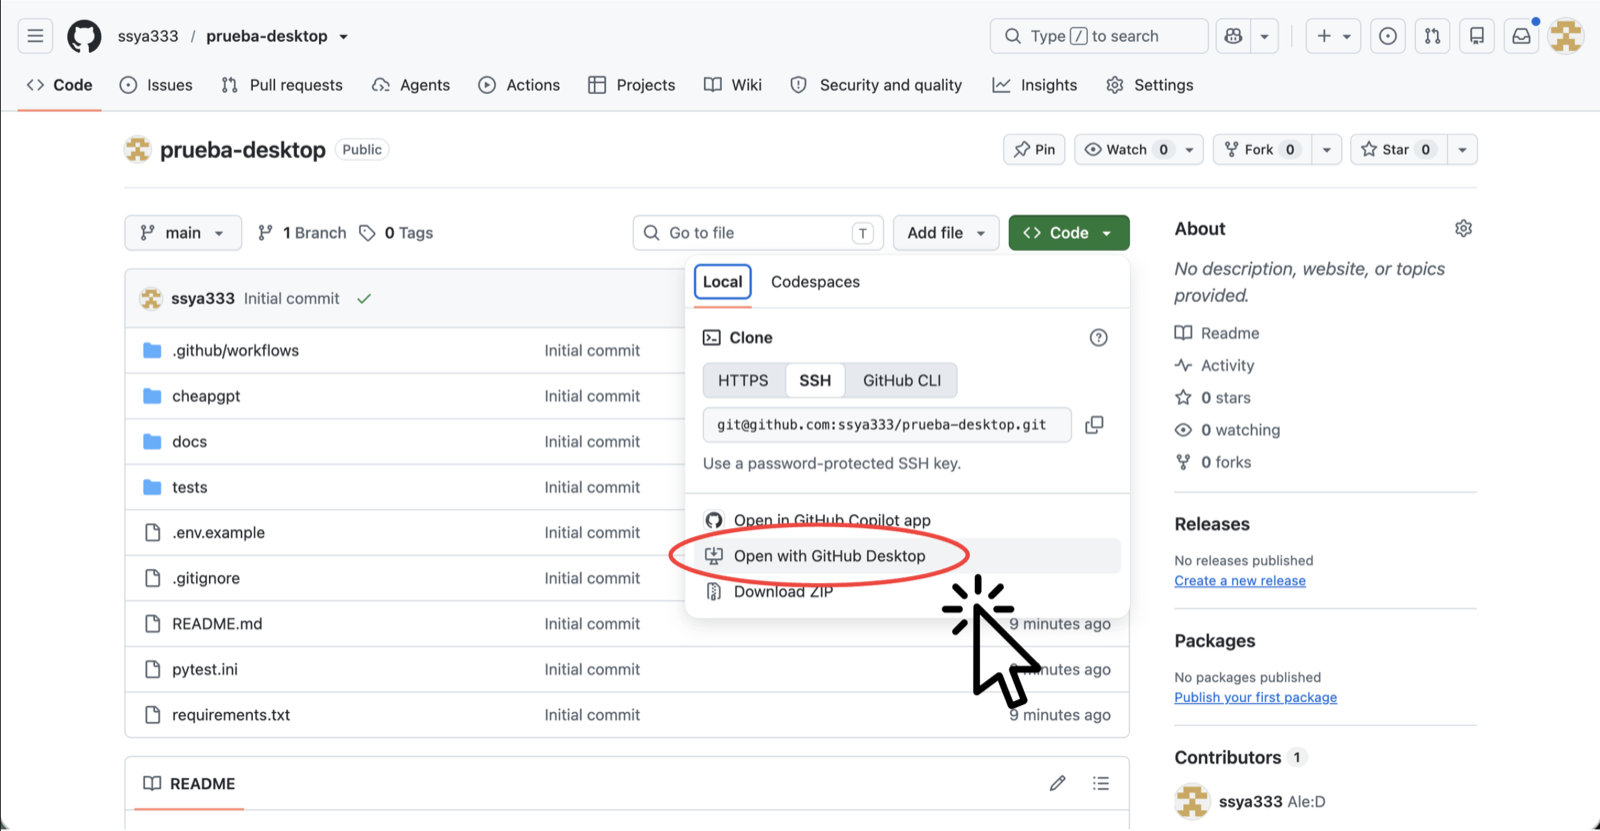 ssya333 / prueba-desktop
Type / to search
Code
Issues
Pull requests
Agents
Actions
Projects
Wiki
Security and quality
Insights
Settings
prueba-desktop Public
Pin
Watch 0
Fork 0
Star 0
main
1 Branch
0 Tags
Go to file T
Add file
Code
ssya333 Initial commit
.github/workflows Initial commit
cheapgpt Initial commit
docs Initial commit
tests Initial commit
.env.example Initial commit
.gitignore Initial commit
README.md Initial commit 9 minutes ago
pytest.ini Initial commit minutes ago
requirements.txt Initial commit 9 minutes ago
Local Codespaces
Clone
HTTPS SSH GitHub CLI
git@github.com:ssya333/prueba-desktop.git
Use a password-protected SSH key.
Open in GitHub Copilot app
Open with GitHub Desktop
Download ZIP
README
About
No description, website, or topics
provided.
Readme
Activity
0 stars
0 watching
0 forks
Releases
No releases published
Create a new release
Packages
No packages published
Publish your first package
Contributors 1
ssya333 Ale:D